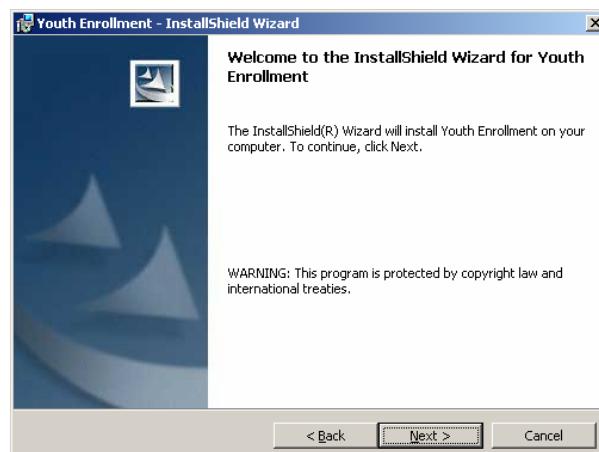 Youth Enrollment - InstallShield Wizard
Welcome to the InstallShield Wizard for Youth
Enrollment
The InstallShield(R) Wizard will install Youth Enrollment on your
computer. To continue, click Next.
WARNING: This program is protected by copyright law and
international treaties.
< Back Next > Cancel